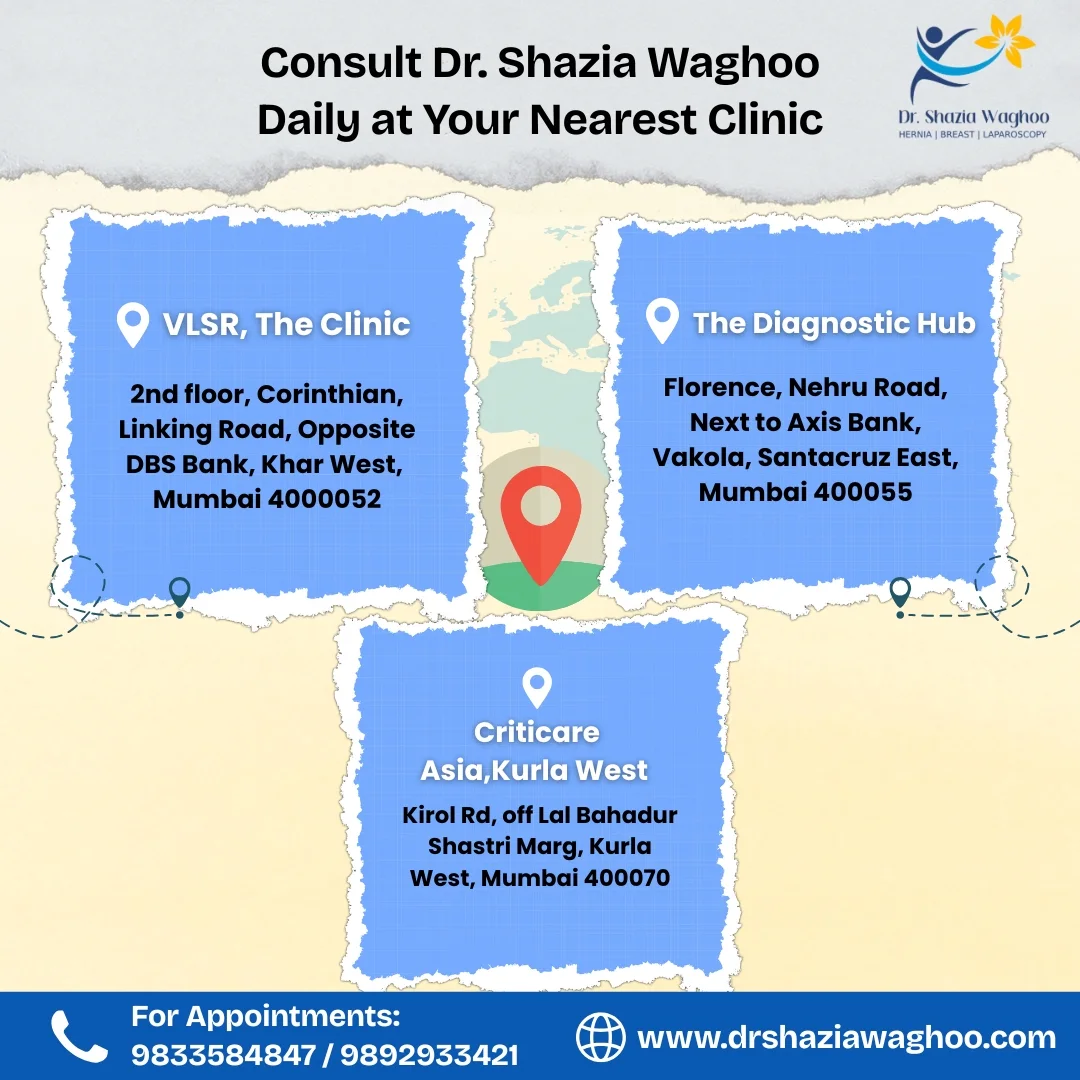 Consult Dr. Shazia Waghoo
Daily at Your Nearest Clinic
Dr. Shazia Waghoo
HERNIA | BREAST | LAPAROSCOPY
VLSR, The Clinic
2nd floor, Corinthian,
Linking Road, Opposite
DBS Bank, Khar West,
Mumbai 4000052
The Diagnostic Hub
Florence, Nehru Road,
Next to Axis Bank,
Vakola, Santacruz East,
Mumbai 400055
Criticare
Asia,Kurla West
Kirol Rd, off Lal Bahadur
Shastri Marg, Kurla
West, Mumbai 400070
For Appointments:
9833584847 / 9892933421
www.drshaziawaghoo.com